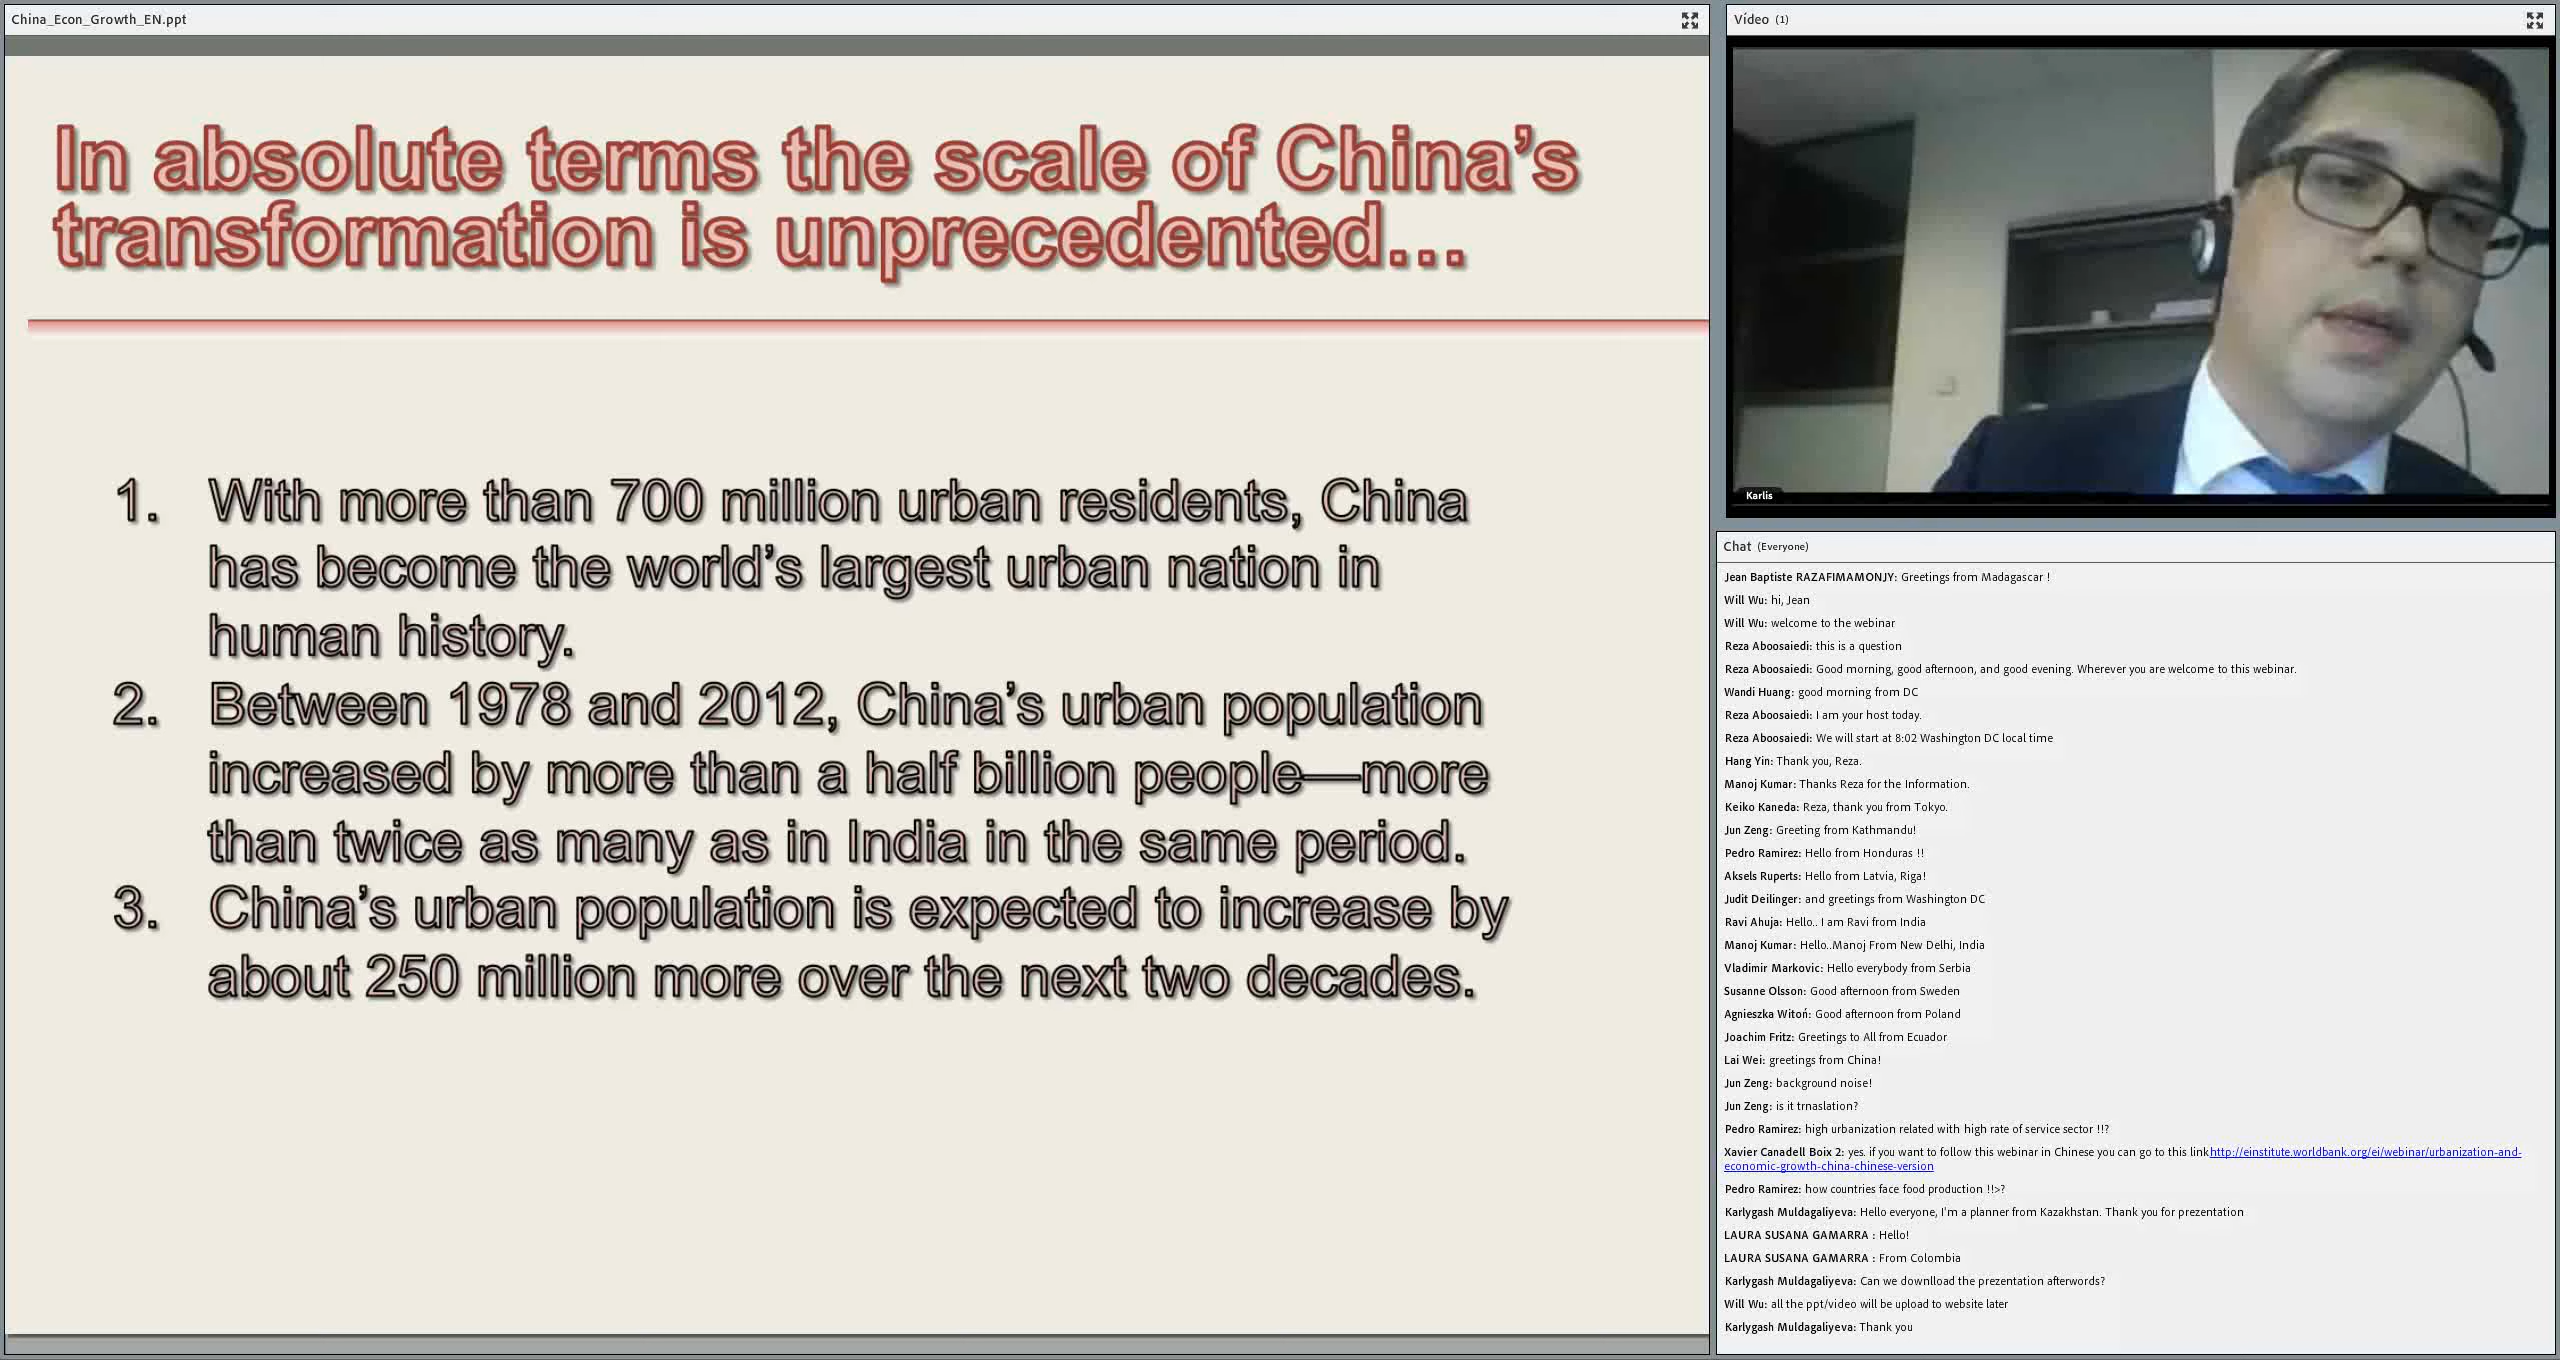 China_Econ_Growth_EN.ppt
In absolute terms the scale of China’s
transformation is unprecedented...
1. With more than 700 million urban residents, China
has become the world’s largest urban nation in
human history.
2. Between 1978 and 2012, China’s urban population
increased by more than a half billion people—more
than twice as many as in India in the same period.
3. China’s urban population is expected to increase by
about 250 million more over the next two decades.
Vídeo (1)
Karlis
Chat (Everyone)
Jean Baptiste RAZAFIMAMONJY: Greetings from Madagascar !
Will Wu: hi, Jean
Will Wu: welcome to the webinar
Reza Aboosaiedi: this is a question
Reza Aboosaiedi: Good morning, good afternoon, and good evening. Wherever you are welcome to this webinar.
Wandi Huang: good morning from DC
Reza Aboosaiedi: I am your host today.
Reza Aboosaiedi: We will start at 8:02 Washington DC local time
Hang Yin: Thank you, Reza.
Manoj Kumar: Thanks Reza for the Information.
Keiko Kaneda: Reza, thank you from Tokyo.
Jun Zeng: Greeting from Kathmandu!
Pedro Ramirez: Hello from Honduras !!
Aksels Ruperts: Hello from Latvia, Riga!
Judit Deilinger: and greetings from Washington DC
Ravi Ahuja: Hello.. I am Ravi from India
Manoj Kumar: Hello..Manoj From New Delhi, India
Vladimir Markovic: Hello everybody from Serbia
Susanne Olsson: Good afternoon from Sweden
Agnieszka Witoń: Good afternoon from Poland
Joachim Fritz: Greetings to All from Ecuador
Lai Wei: greetings from China!
Jun Zeng: background noise!
Jun Zeng: is it trnaslation?
Pedro Ramirez: high urbanization related with high rate of service sector !!?
Xavier Canadell Boix 2: yes. if you want to follow this webinar in Chinese you can go to this linkhttp://einstitute.worldbank.org/ei/webinar/urbanization-and-
economic-growth-china-chinese-version
Pedro Ramirez: how countries face food production !!>?
Karlygash Muldagaliyeva: Hello everyone, I'm a planner from Kazakhstan. Thank you for prezentation
LAURA SUSANA GAMARRA : Hello!
LAURA SUSANA GAMARRA : From Colombia
Karlygash Muldagaliyeva: Can we downlload the prezentation afterwords?
Will Wu: all the ppt/video will be upload to website later
Karlygash Muldagaliyeva: Thank you